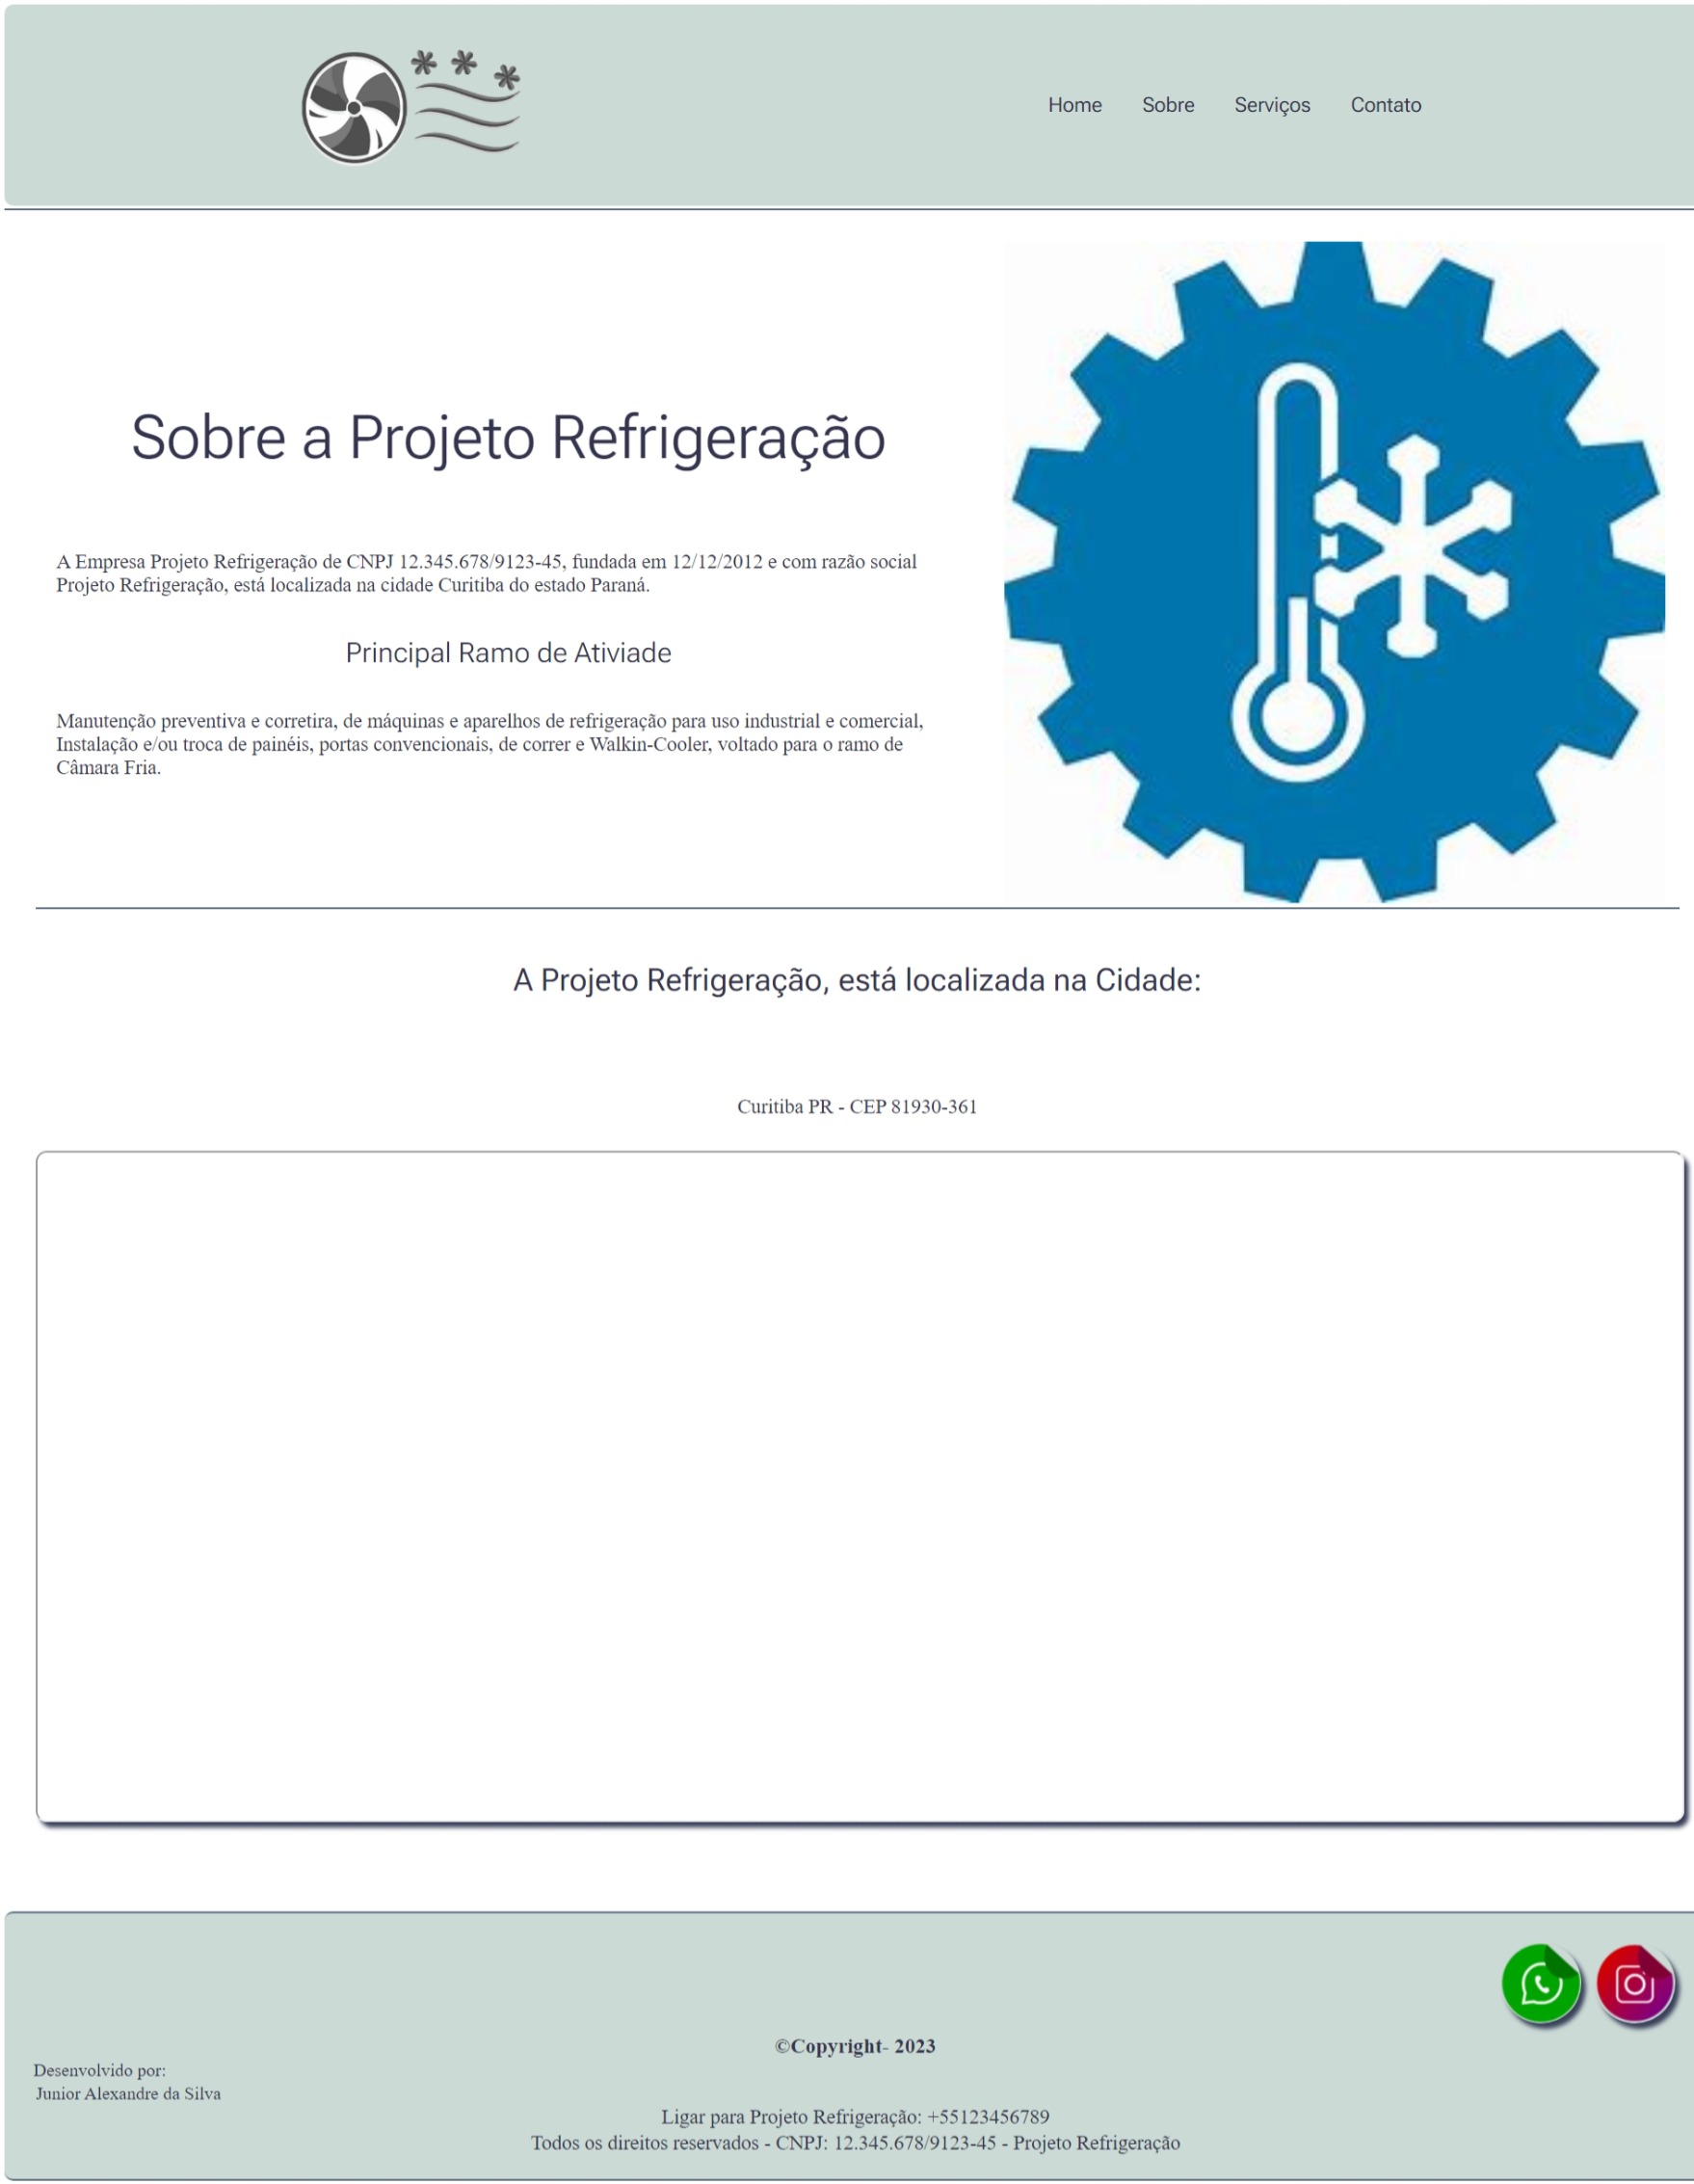 Home Sobre Serviços Contato
Sobre a Projeto Refrigeração
A Empresa Projeto Refrigeração de CNPJ 12.345.678/9123-45, fundada em 12/12/2012 e com razão social
Projeto Refrigeração, está localizada na cidade Curitiba do estado Paraná.
Principal Ramo de Ativiade
Manutenção preventiva e corretira, de máquinas e aparelhos de refrigeração para uso industrial e comercial,
Instalação e/ou troca de painéis, portas convencionais, de correr e Walkin-Cooler, voltado para o ramo de
Câmara Fria.
A Projeto Refrigeração, está localizada na Cidade:
Curitiba PR - CEP 81930-361
©Copyright- 2023
Desenvolvido por:
Junior Alexandre da Silva
Ligar para Projeto Refrigeração: +55123456789
Todos os direitos reservados - CNPJ: 12.345.678/9123-45 - Projeto Refrigeração